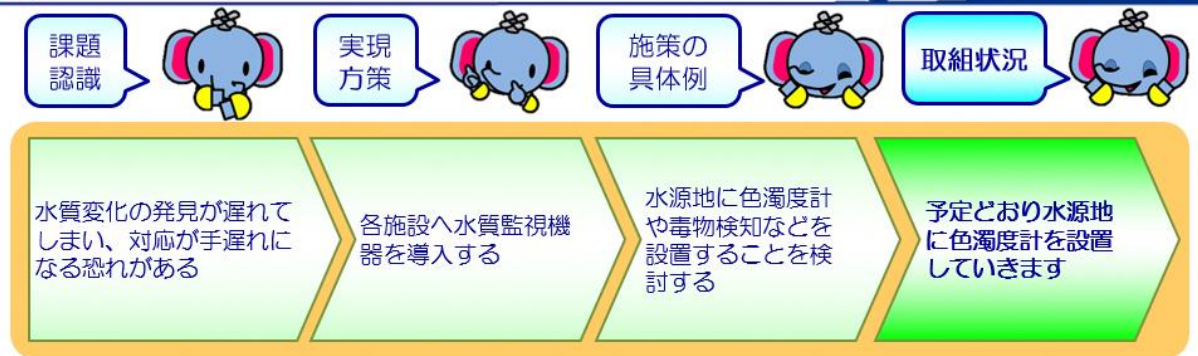 課題
認識
実現
方策
施策の
具体例
取組状況
水質変化の発見が遅れて
しまい、対応が手遅れに
なる恐れがある
各施設へ水質監視機
器を導入する
水源地に色濁度計
や毒物検知などを
設置することを検
討する
予定どおり水源地
に色濁度計を設置
していきます